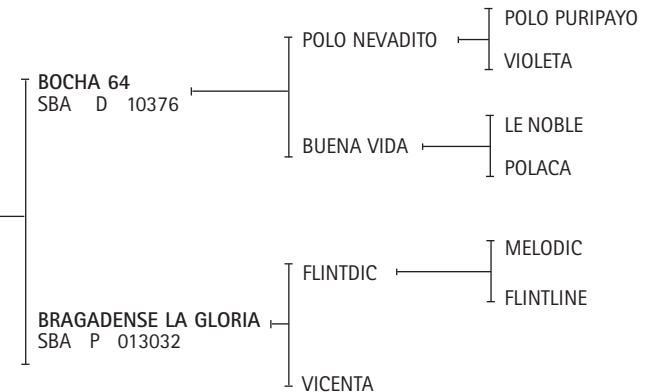 POLO PURIPAYO
POLO NEVADITO
VIOLETA
BOCHA 64
SBA D 10376
LE NOBLE
BUENA VIDA
POLACA
MELODIC
FLINTDIC
FLINTLINE
BRAGADENSE LA GLORIA
SBA P 013032
VICENTA